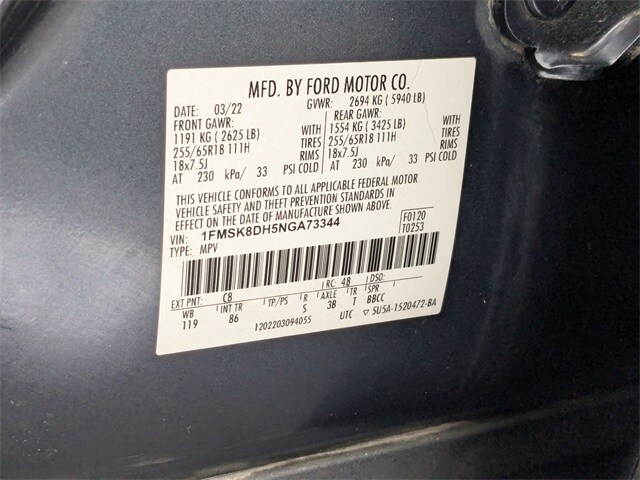 MFD. BY FORD MOTOR CO.
DATE: 03/22 GVWR: 2694 KG ( 5940 LB)
FRONT GAWR: REAR GAWR:
1191 KG ( 2625 LB) WITH 1554 KG ( 3425 LB) WITH
255/65R18 111H TIRES 255/65R18 111H TIRES
18x7.5J RIMS 18x7.5J RIMS
AT 230 kPa/ 33 PSI COLD AT 230 kPa/ 33 PSI COLD
THIS VEHICLE CONFORMS TO ALL APPLICABLE FEDERAL MOTOR
VEHICLE SAFETY AND THEFT PREVENTION STANDARDS IN
EFFECT ON THE DATE OF MANUFACTURE SHOWN ABOVE.
VIN: 1FMSK8DH5NGA73344 F0120
TYPE: MPV T0253
EXT PNT: C8 RC: 48 DSO:
WB INT TR TP/PS R AXLE TR SPR
119 86 S 3B T BBCC
1202203094055 UTC ▽ 5U5A-1520472-BA